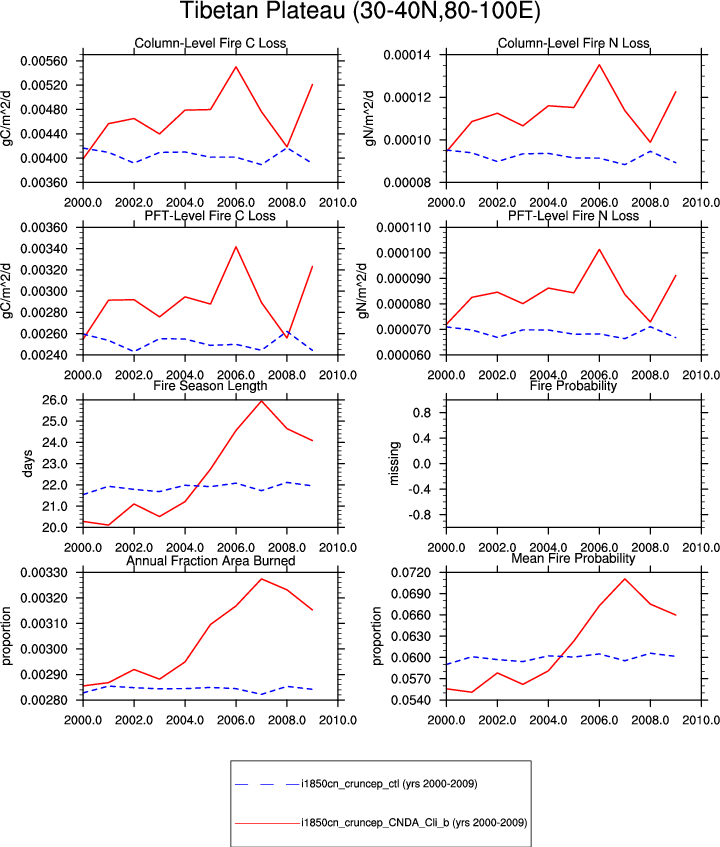 Tibetan Plateau (30-40N,80-100E)
Column-Level Fire C Loss
gC/m^2/d
0.00560
0.00520
0.00480
0.00440
0.00400
0.00360
2000.0 2002.0 2004.0 2006.0 2008.0 2010.0
Column-Level Fire N Loss
gN/m^2/d
0.00014
0.00012
0.00010
0.00008
2000.0 2002.0 2004.0 2006.0 2008.0 2010.0
PFT-Level Fire C Loss
gC/m^2/d
0.00360
0.00340
0.00320
0.00300
0.00280
0.00260
0.00240
2000.0 2002.0 2004.0 2006.0 2008.0 2010.0
PFT-Level Fire N Loss
gN/m^2/d
0.000110
0.000100
0.000090
0.000080
0.000070
0.000060
2000.0 2002.0 2004.0 2006.0 2008.0 2010.0
Fire Season Length
days
26.0
25.0
24.0
23.0
22.0
21.0
20.0
2000.0 2002.0 2004.0 2006.0 2008.0 2010.0
Fire Probability
missing
0.8
0.4
0.0
-0.4
-0.8
2000.0 2002.0 2004.0 2006.0 2008.0 2010.0
Annual Fraction Area Burned
proportion
0.00330
0.00320
0.00310
0.00300
0.00290
0.00280
2000.0 2002.0 2004.0 2006.0 2008.0 2010.0
Mean Fire Probability
proportion
0.0720
0.0690
0.0660
0.0630
0.0600
0.0570
0.0540
2000.0 2002.0 2004.0 2006.0 2008.0 2010.0
i1850cn_cruncep_ctl (yrs 2000-2009)
i1850cn_cruncep_CNDA_Cli_b (yrs 2000-2009)